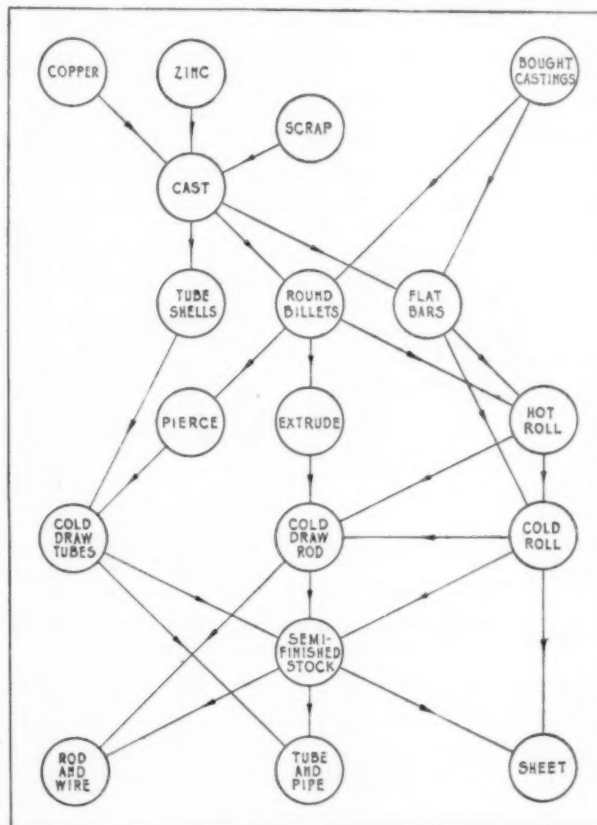 COPPER
ZINC
BOUGHT
CASTINGS
SCRAP
CAST
TUBE
SHELLS
ROUND
BILLETS
FLAT
BARS
PIERCE
EXTRUDE
HOT
ROLL
COLD
DRAW
TUBES
COLD
DRAW
ROD
COLD
ROLL
SEMI-
FINISHED
STOCK
ROD
AND
WIRE
TUBE
AND
PIPE
SHEET